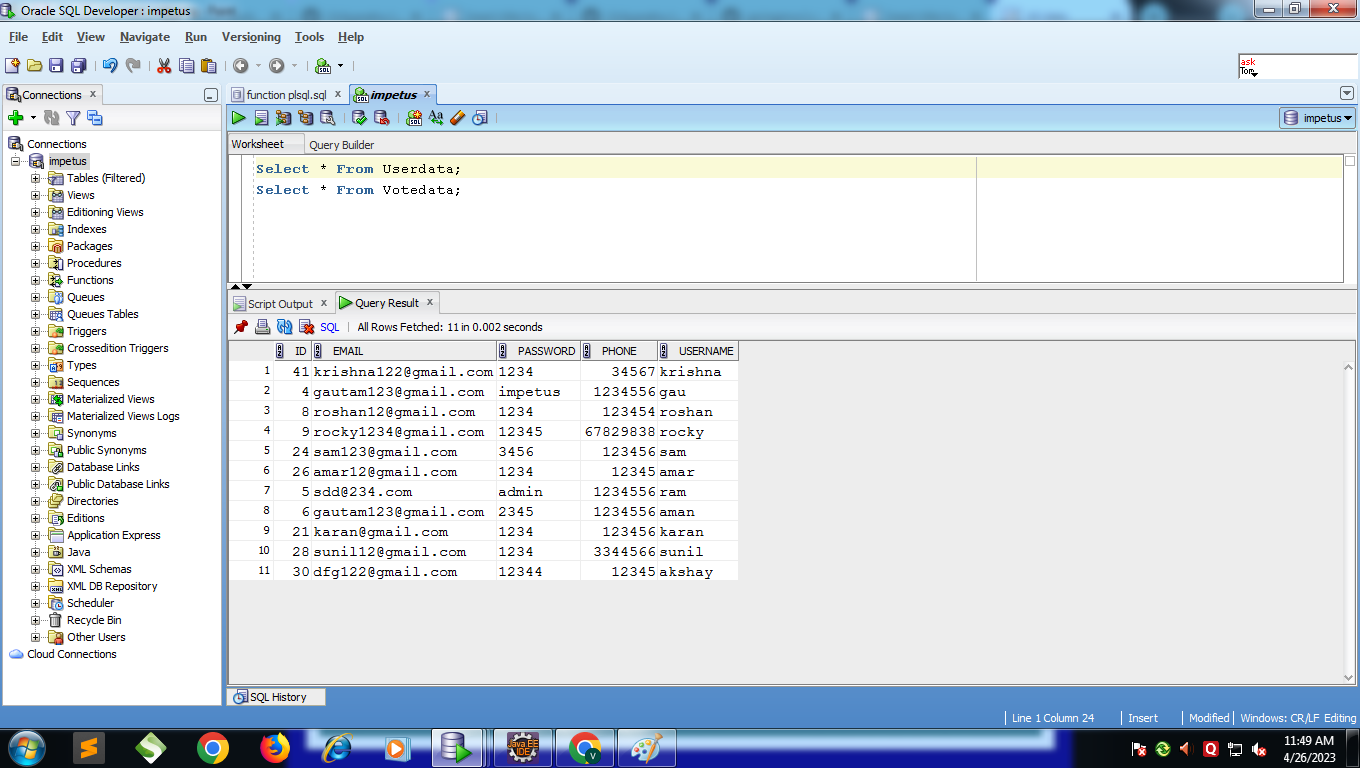 Oracle SQL Developer : impetus
File Edit View Navigate Run Versioning Tools Help
ask
Tom
Connections
function plsql.sql
impetus
impetus
Worksheet Query Builder
Connections
impetus
Tables (Filtered)
Views
Editioning Views
Indexes
Packages
Procedures
Functions
Queues
Queues Tables
Triggers
Crossedition Triggers
Types
Sequences
Materialized Views
Materialized Views Logs
Synonyms
Public Synonyms
Database Links
Public Database Links
Directories
Editions
Application Express
Java
XML Schemas
XML DB Repository
Scheduler
Recycle Bin
Other Users
Cloud Connections
Select * From Userdata;
Select * From Votedata;
Script Output Query Result
SQL All Rows Fetched: 11 in 0.002 seconds
ID EMAIL PASSWORD PHONE USERNAME
1 41 krishna122@gmail.com 1234 34567 krishna
2 4 gautam123@gmail.com impetus 1234556 gau
3 8 roshan12@gmail.com 1234 123454 roshan
4 9 rocky1234@gmail.com 12345 67829838 rocky
5 24 sam123@gmail.com 3456 123456 sam
6 26 amar12@gmail.com 1234 12345 amar
7 5 sdd@234.com admin 1234556 ram
8 6 gautam123@gmail.com 2345 1234556 aman
9 21 karan@gmail.com 1234 123456 karan
10 28 sunil12@gmail.com 1234 3344566 sunil
11 30 dfg122@gmail.com 12344 12345 akshay
SQL History
Line 1 Column 24 Insert Modified Windows: CR/LF Editing
Java EE
IDE
V
11:49 AM
4/26/2023